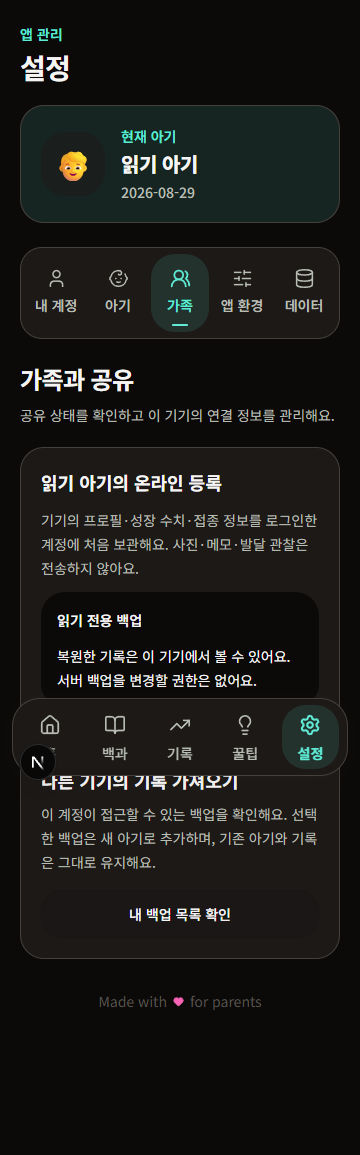 앱 관리
설정
현재 아기
읽기 아기
2026-08-29
내 계정
아기
가족
앱 환경
데이터
가족과 공유
공유 상태를 확인하고 이 기기의 연결 정보를 관리해요.
읽기 아기의 온라인 등록
기기의 프로필·성장 수치·접종 정보를 로그인한
계정에 처음 보관해요. 사진·메모·발달 관찰은
전송하지 않아요.
읽기 전용 백업
복원한 기록은 이 기기에서 볼 수 있어요.
서버 백업을 변경할 권한은 없어요.
백과
기록
꿀팁
설정
N
다른 기기의 기록 가져오기
이 계정이 접근할 수 있는 백업을 확인해요. 선택
한 백업은 새 아기로 추가하며, 기존 아기와 기록
은 그대로 유지해요.
내 백업 목록 확인
Made with for parents